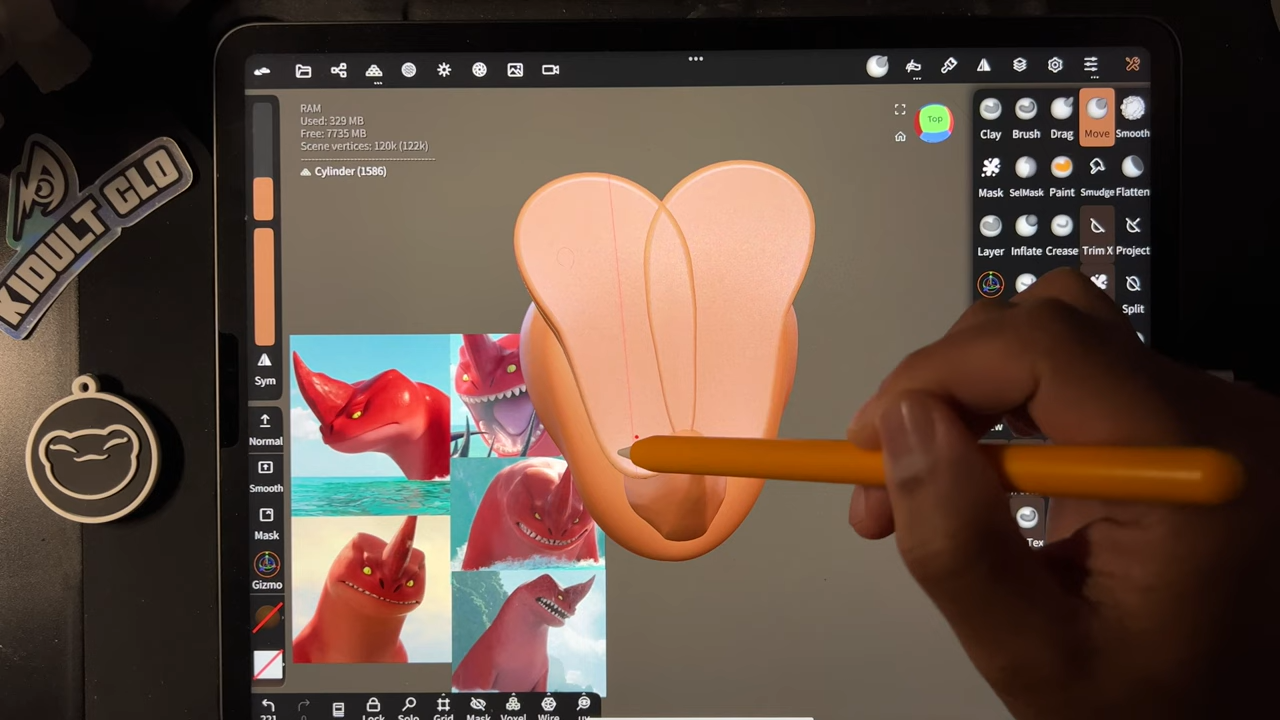 KIDULT CLO
RAM
Used: 329 MB
Free: 7735 MB
Scene vertices: 120k (122k)
Cylinder (1586)
Top
Clay Brush Drag Move Smooth
Mask SelMask Paint Smudge Flatten
Layer Inflate Crease Trim X Project
Split
Sym
Normal
Smooth
Mask
Gizmo
221
Lock Solo Grid Mask Voxel Wire